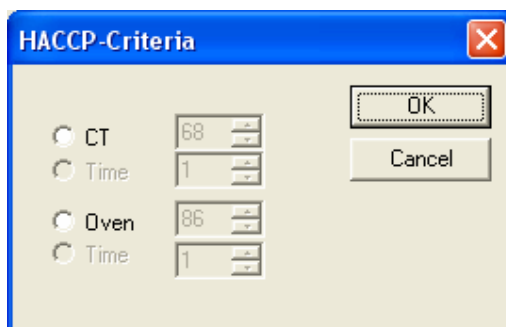 HACCP-Criteria
OK
CT 68
Time 1
Cancel
Oven 86
Time 1